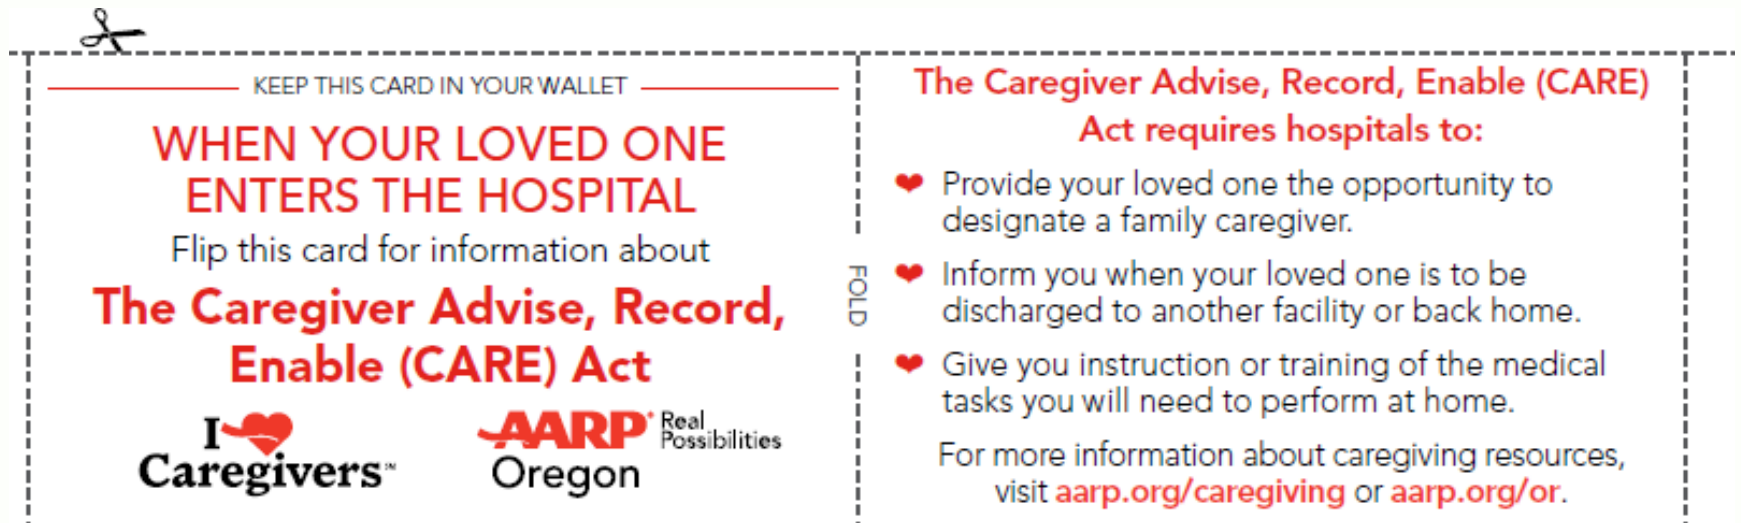 KEEP THIS CARD IN YOUR WALLET
WHEN YOUR LOVED ONE
ENTERS THE HOSPITAL
Flip this card for information about
The Caregiver Advise, Record,
Enable (CARE) Act
I
Caregivers™
AARP® Real
Possibilities
Oregon
FOLD
The Caregiver Advise, Record, Enable (CARE)
Act requires hospitals to:
Provide your loved one the opportunity to
designate a family caregiver.
Inform you when your loved one is to be
discharged to another facility or back home.
Give you instruction or training of the medical
tasks you will need to perform at home.
For more information about caregiving resources,
visit aarp.org/caregiving or aarp.org/or.